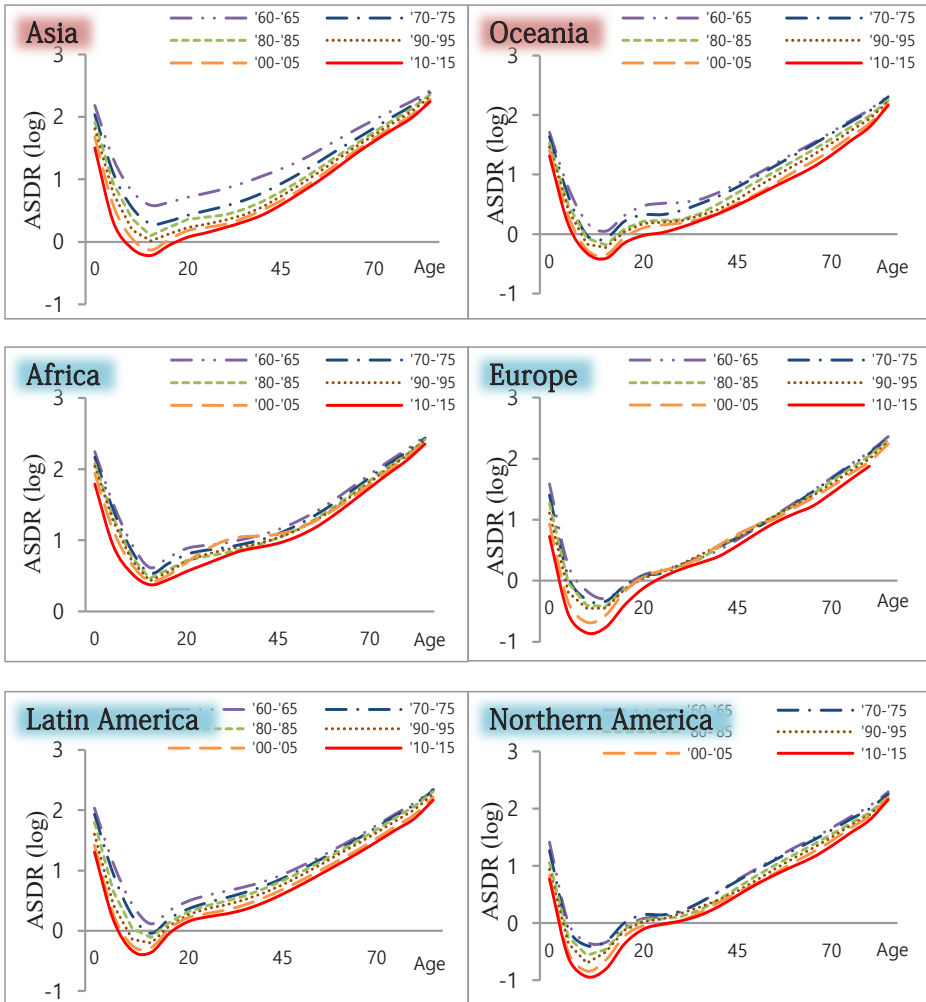 Asia
'60-'65 '70-'75
'80-'85 '90-'95
'00-'05 '10-'15
3
2
1
0
-1
ASDR (log)
0 20 45 70 Age
Oceania
'60-'65 '70-'75
'80-'85 '90-'95
'00-'05 '10-'15
3
2
1
0
-1
ASDR (log)
0 20 45 70 Age
Africa
'60-'65 '70-'75
'80-'85 '90-'95
'00-'05 '10-'15
3
2
1
0
ASDR (log)
0 20 45 70 Age
Europe
'60-'65 '70-'75
'80-'85 '90-'95
'00-'05 '10-'15
3
2
1
0
-1
ASDR (log)
0 20 45 70 Age
Latin America
'60-'65 '70-'75
'80-'85 '90-'95
'00-'05 '10-'15
3
2
1
0
-1
ASDR (log)
0 20 45 70 Age
Northern America
'60-'65 '70-'75
'80-'85 '90-'95
'00-'05 '10-'15
3
2
1
0
-1
ASDR (log)
0 20 45 70 Age